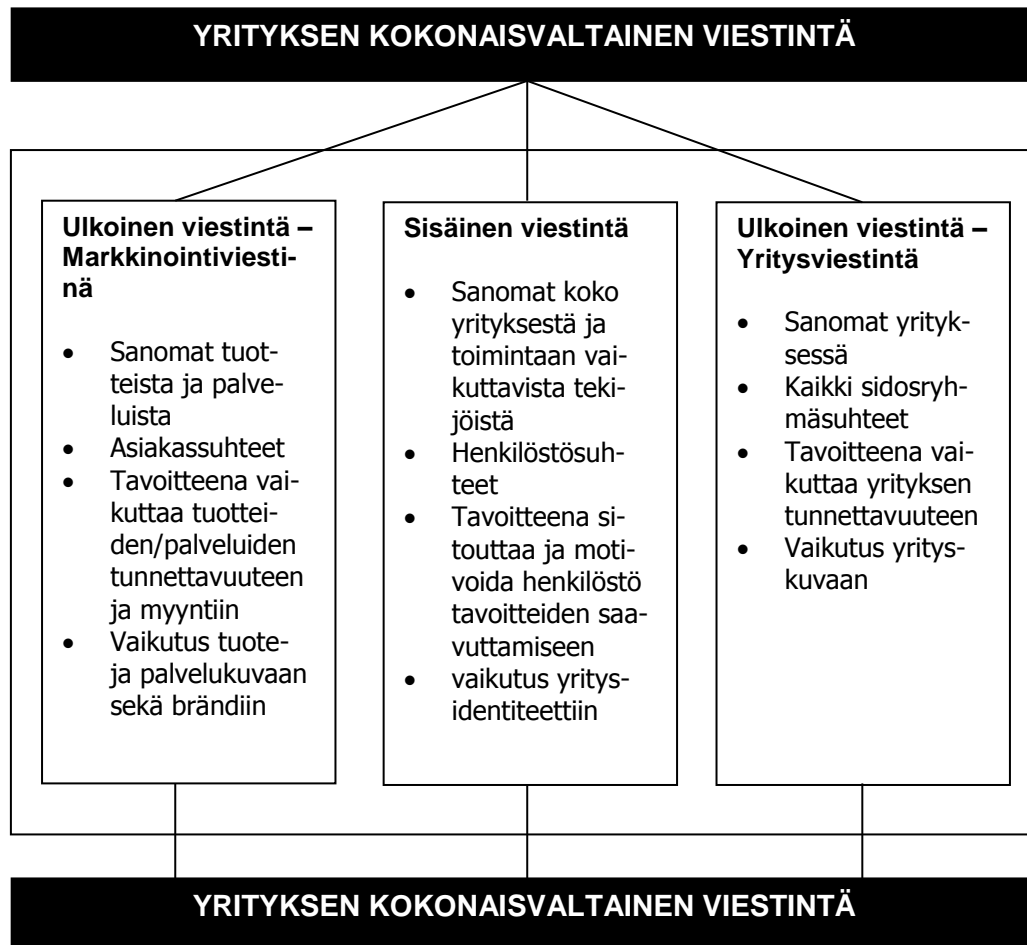 YRITYKSEN KOKONAISVALTAINEN VIESTINTÄ
Ulkoinen viestintä –
Markkinointiviesti-
nä
• Sanomat tuot-
teista ja palve-
luista
• Asiakassuhteet
• Tavoitteena vai-
kuttaa tuottei-
den/palveluiden
tunnettavuuteen
ja myyntiin
• Vaikutus tuote-
ja palvelukuvaan
sekä brändiin
Sisäinen viestintä
• Sanomat koko
yrityksestä ja
toimintaan vai-
kuttavista teki-
jöistä
• Henkilöstösuh-
teet
• Tavoitteena si-
touttaa ja moti-
voida henkilöstö
tavoitteiden saa-
vuttamiseen
• vaikutus yritys-
identiteettiin
Ulkoinen viestintä –
Yritysviestintä
• Sanomat yrityk-
sessä
• Kaikki sidosryh-
mäsuhteet
• Tavoitteena vai-
kuttaa yrityksen
tunnettavuuteen
• Vaikutus yritys-
kuvaan
YRITYKSEN KOKONAISVALTAINEN VIESTINTÄ